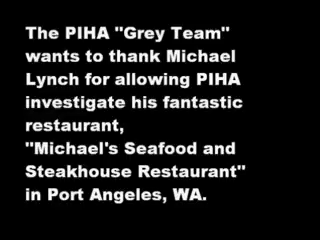 The PIHA "Grey Team"
wants to thank Michael
Lynch for allowing PIHA
investigate his fantastic
restaurant,
"Michael's Seafood and
Steakhouse Restaurant"
in Port Angeles, WA.